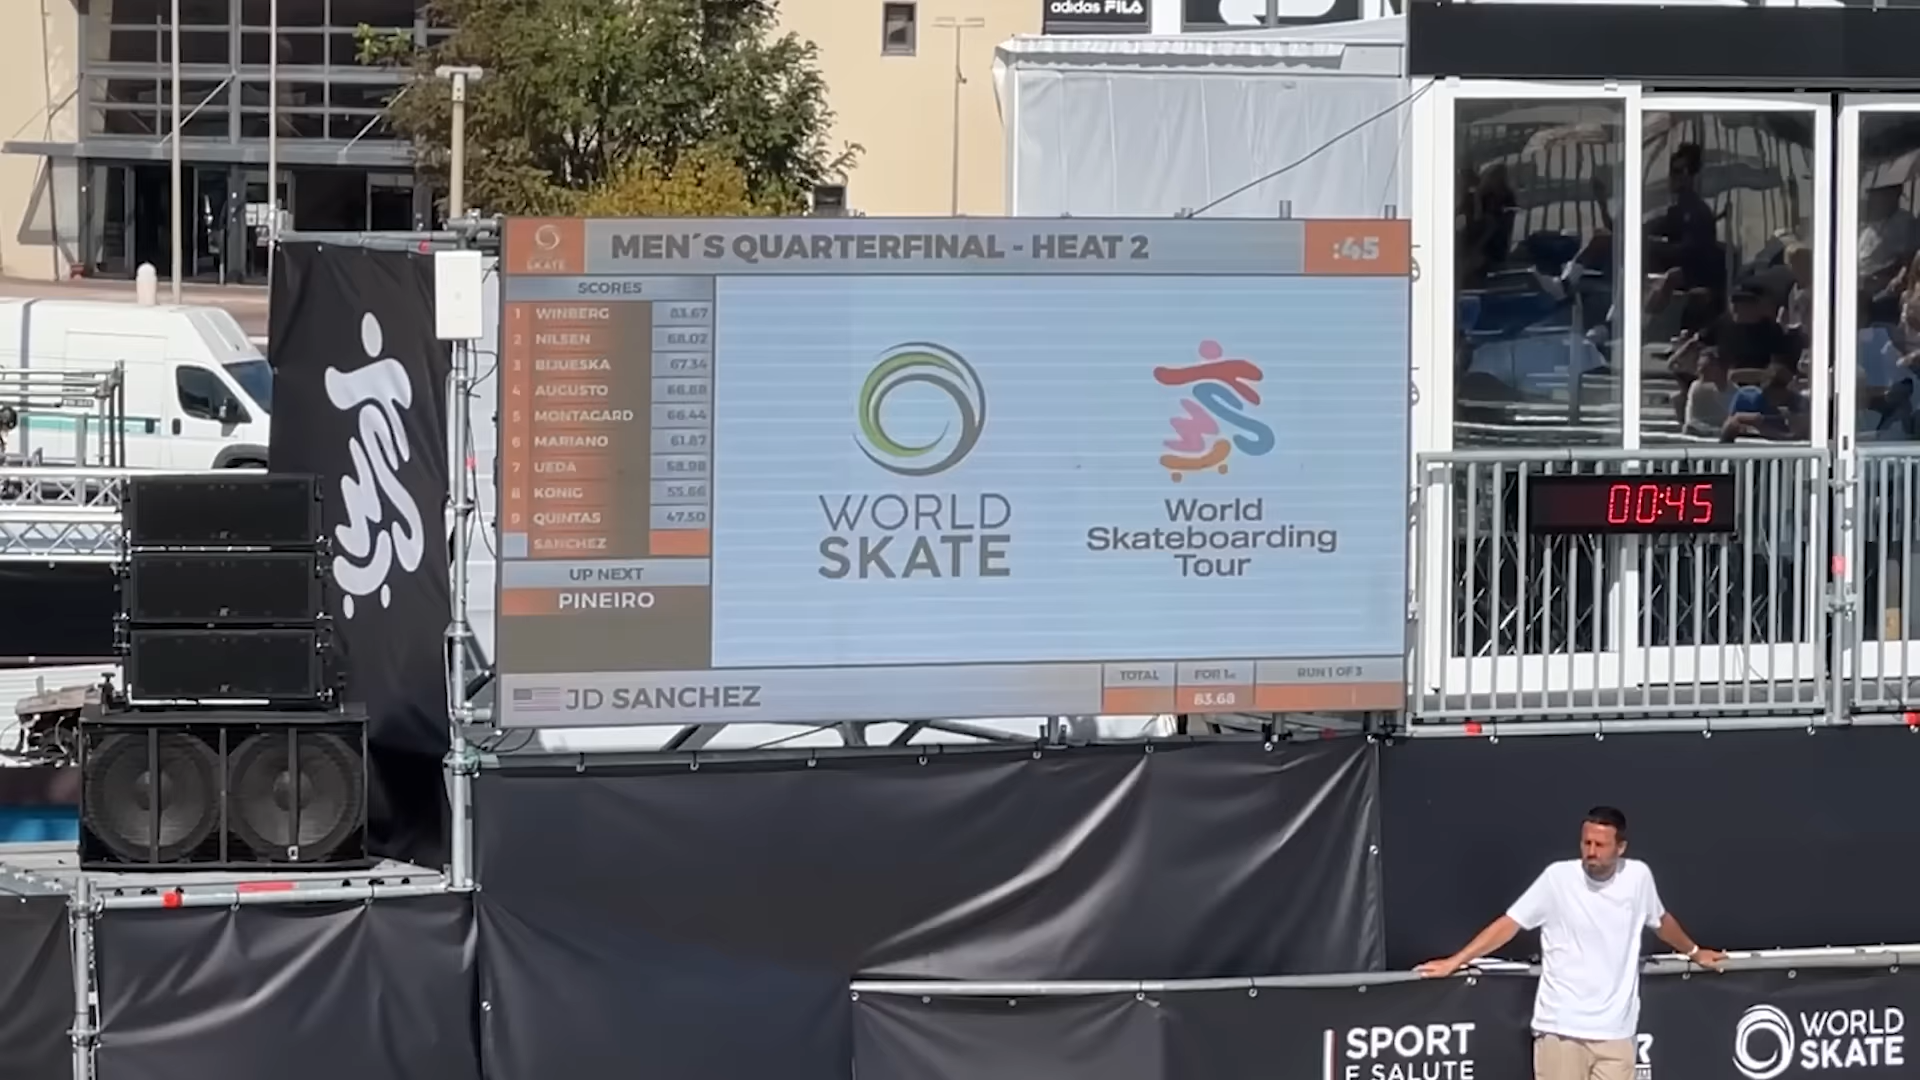 adidas FILA
SKATE
MEN´S QUARTERFINAL - HEAT 2
:45
SCORES
1 WINBERG 83.67
2 NILSEN 68.02
3 BIJUESKA 67.34
4 AUGUSTO 66.88
5 MONTAGARD 66.44
6 MARIANO 61.87
7 UEDA 58.98
8 KONIG 55.66
9 QUINTAS 47.50
SANCHEZ
UP NEXT
PINEIRO
WORLD
SKATE
World
Skateboarding
Tour
JD SANCHEZ
TOTAL
FOR 1st
83.68
RUN 1 OF 3
00:45
SPORT
E SALUTE
WORLD
SKATE